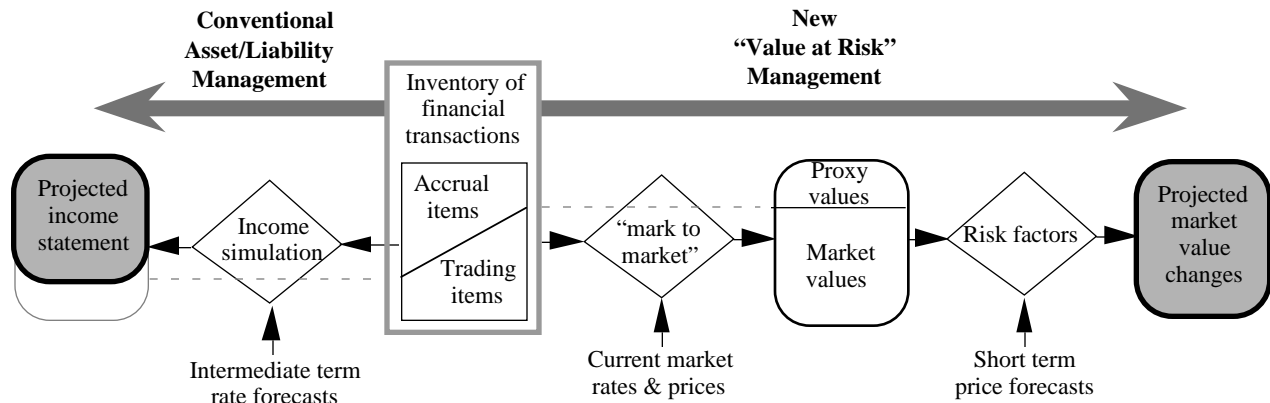 Conventional
Asset/Liability
Management
New
“Value at Risk”
Management
Inventory of
financial
transactions
Accrual
items
Trading
items
Projected
income
statement
Income
simulation
“mark to
market”
Proxy
values
Market
values
Risk factors
Projected
market
value
changes
Intermediate term
rate forecasts
Current market
rates & prices
Short term
price forecasts